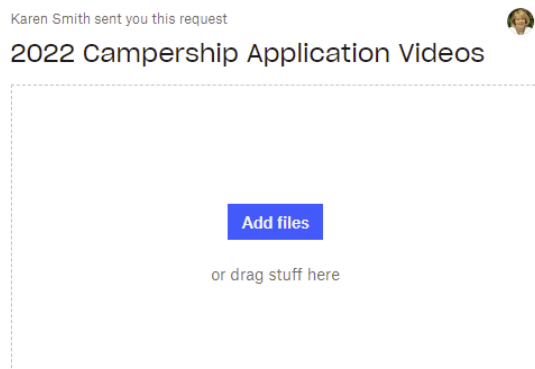 Karen Smith sent you this request
2022 Campership Application Videos
Add files
or drag stuff here